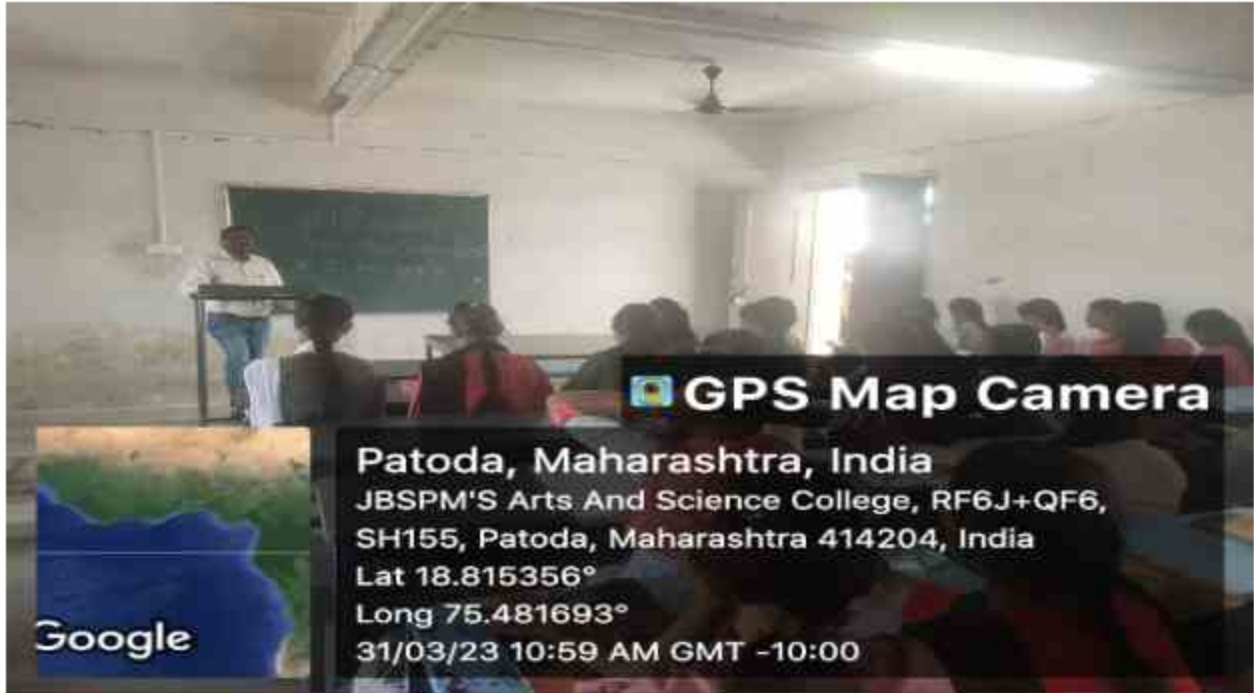 GPS Map Camera
Patoda, Maharashtra, India
JBSPM'S Arts And Science College, RF6J+QF6,
SH155, Patoda, Maharashtra 414204, India
Lat 18.815356°
Long 75.481693°
31/03/23 10:59 AM GMT -10:00
Google